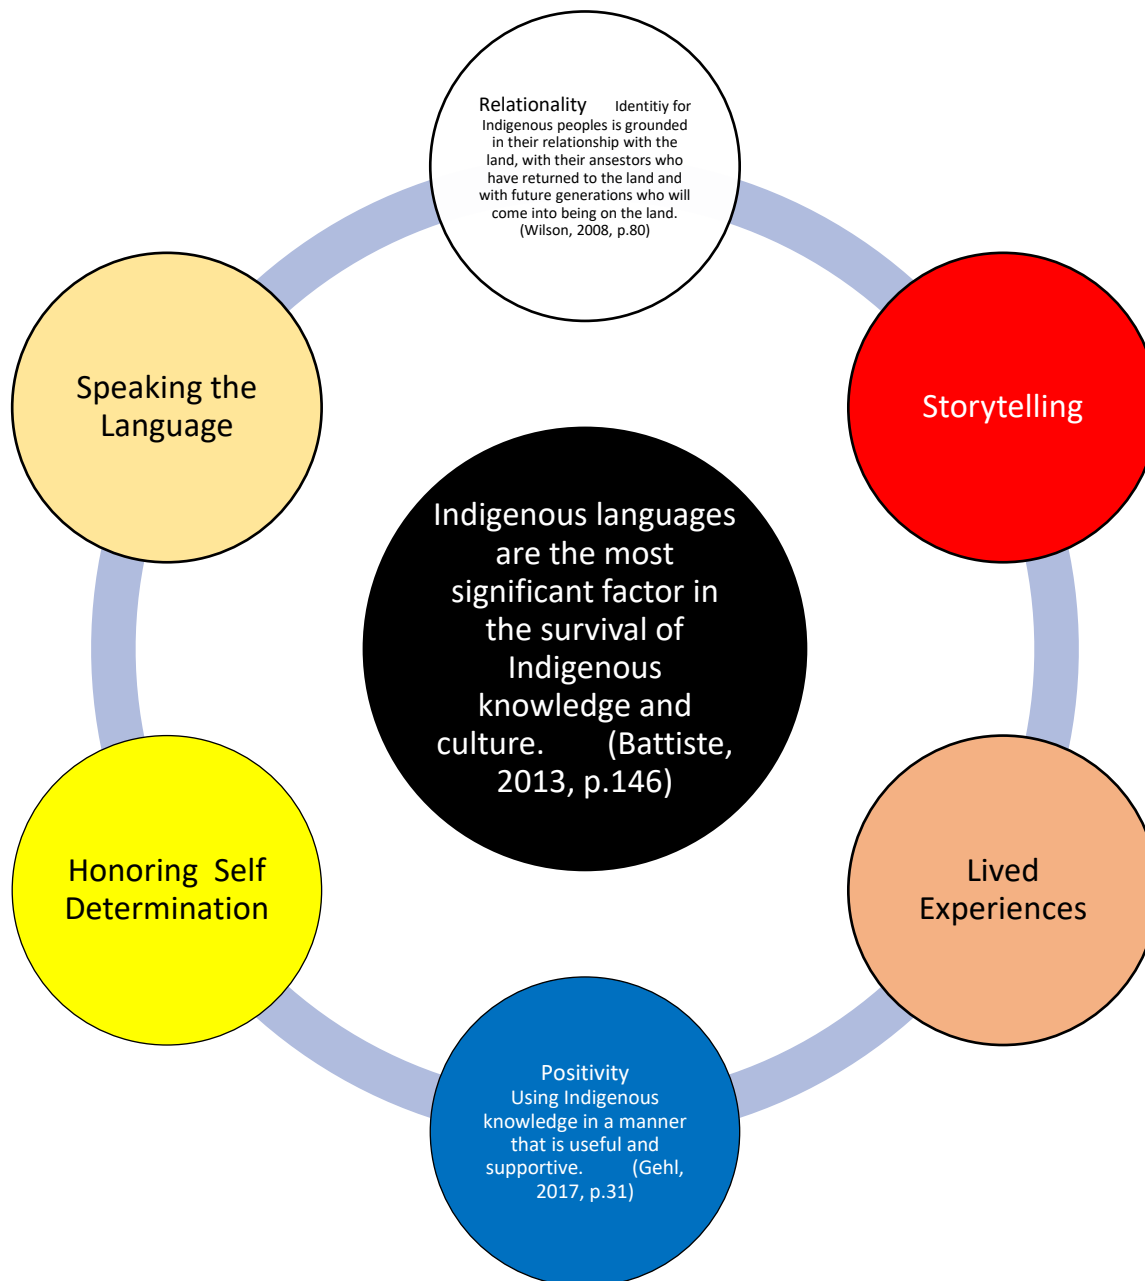 Relationality Identitiy for
Indigenous peoples is grounded
in their relationship with the
land, with their ansestors who
have returned to the land and
with future generations who will
come into being on the land.
(Wilson, 2008, p.80)
Storytelling
Lived
Experiences
Positivity
Using Indigenous
knowledge in a manner
that is useful and
supportive. (Gehl,
2017, p.31)
Honoring Self
Determination
Speaking the
Language
Indigenous languages
are the most
significant factor in
the survival of
Indigenous
knowledge and
culture. (Battiste,
2013, p.146)